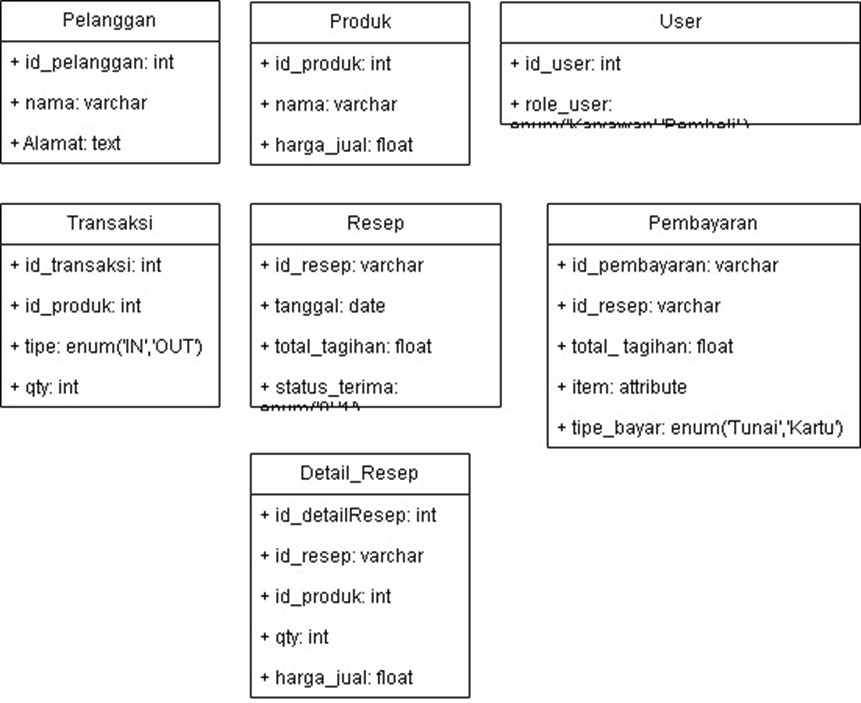 Pelanggan
+ id_pelanggan: int
+ nama: varchar
+ Alamat: text
Produk
+ id_produk: int
+ nama: varchar
+ harga_jual: float
User
+ id_user: int
+ role_user:
enum('Karyawan','Pembeli')
Transaksi
+ id_transaksi: int
+ id_produk: int
+ tipe: enum('IN','OUT')
+ qty: int
Resep
+ id_resep: varchar
+ tanggal: date
+ total_tagihan: float
+ status_terima:
Pembayaran
+ id_pembayaran: varchar
+ id_resep: varchar
+ total_ tagihan: float
+ item: attribute
+ tipe_bayar: enum('Tunai','Kartu')
Detail_Resep
+ id_detailResep: int
+ id_resep: varchar
+ id_produk: int
+ qty: int
+ harga_jual: float